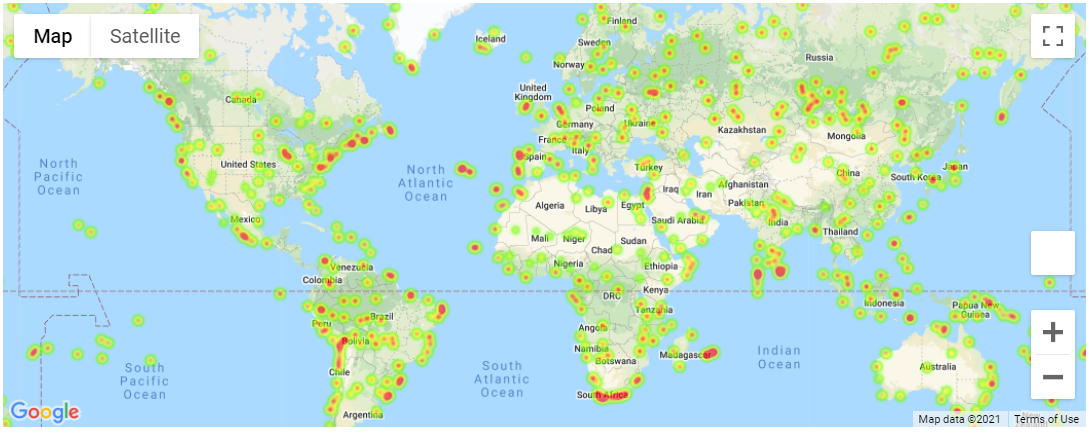 Map
Satellite
Iceland
Finland
Sweden
Norway
Russia
United
Kingdom
Canada
Poland
Germany
Ukraine
Kazakhstan
Mongolia
France
Italy
Spain
North
Pacific
Ocean
United States
North
Atlantic
Ocean
Turkey
China
Japan
South Korea
Iraq
Iran
Afghanistan
Pakistan
Algeria
Libya
Egypt
Saudi Arabia
India
Mexico
Mali
Niger
Chad
Sudan
Thailand
Nigeria
Ethiopia
Venezuela
Colombia
Kenya
DRC
Indonesia
Papua New
Guinea
Tanzania
Peru
Brazil
Angola
Bolivia
Namibia
Botswana
Madagascar
Indian
Ocean
South
Pacific
Ocean
Chile
South
Atlantic
Ocean
Australia
South Africa
Argentina
Google
Map data ©2021
Terms of Use